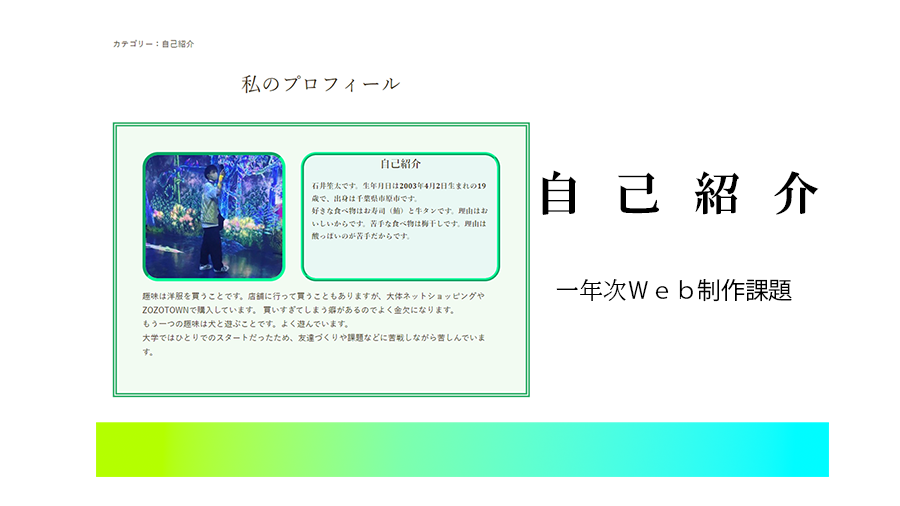 カテゴリー：自己紹介
私のプロフィール
自己紹介
石井笙太です。生年月日は2003年4月2日生まれの19
歳で、出身は千葉県市原市です。
好きな食べ物はお寿司（鮪）と牛タンです。理由はお
いしいからです。苦手な食べ物は梅干しです。理由は
酸っぱいのが苦手だからです。
趣味は洋服を買うことです。店舗に行って買うこともありますが、大体ネットショッピングや
ZOZOTOWNで購入しています。 買いすぎてしまう癖があるのでよく金欠になります。
もう一つの趣味は犬と遊ぶことです。よく遊んでいます。
大学ではひとりでのスタートだったため、友達づくりや課題などに苦戦しながら苦しんでいま
す。
自己紹介
一年次Ｗｅｂ制作課題